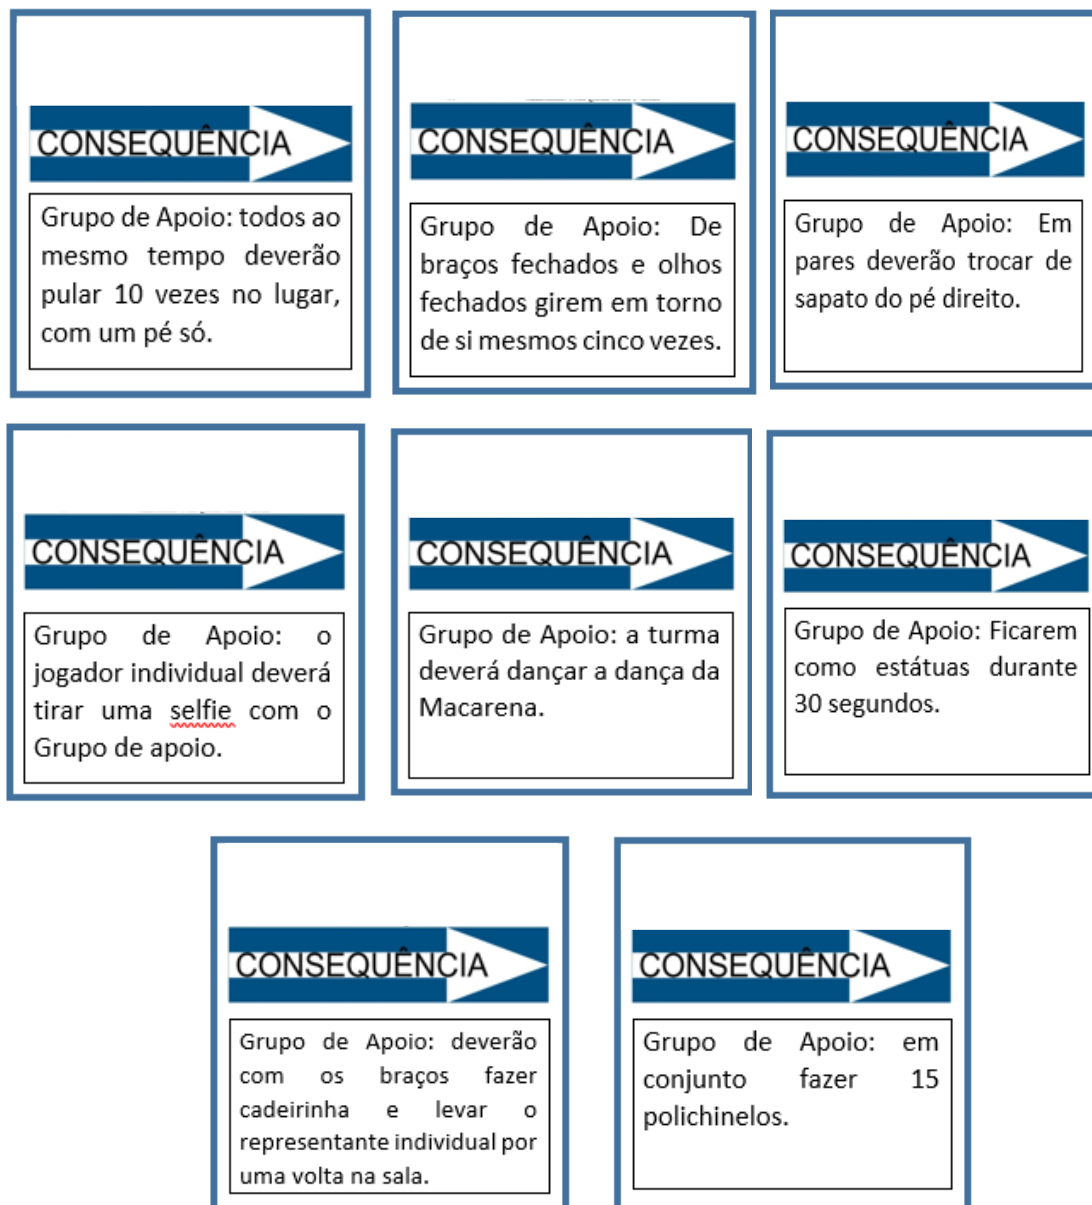 CONSEQUÊNCIA
Grupo de Apoio: todos ao
mesmo tempo deverão
pular 10 vezes no lugar,
com um pé só.
CONSEQUÊNCIA
Grupo de Apoio: De
braços fechados e olhos
fechados girem em torno
de si mesmos cinco vezes.
CONSEQUÊNCIA
Grupo de Apoio: Em
pares deverão trocar de
sapato do pé direito.
CONSEQUÊNCIA
Grupo de Apoio: o
jogador individual deverá
tirar uma selfie com o
Grupo de apoio.
CONSEQUÊNCIA
Grupo de Apoio: a turma
deverá dançar a dança da
Macarena.
CONSEQUÊNCIA
Grupo de Apoio: Ficarem
como estátuas durante
30 segundos.
CONSEQUÊNCIA
Grupo de Apoio: deverão
com os braços fazer
cadeirinha e levar o
representante individual por
uma volta na sala.
CONSEQUÊNCIA
Grupo de Apoio: em
conjunto fazer 15
polichinelos.